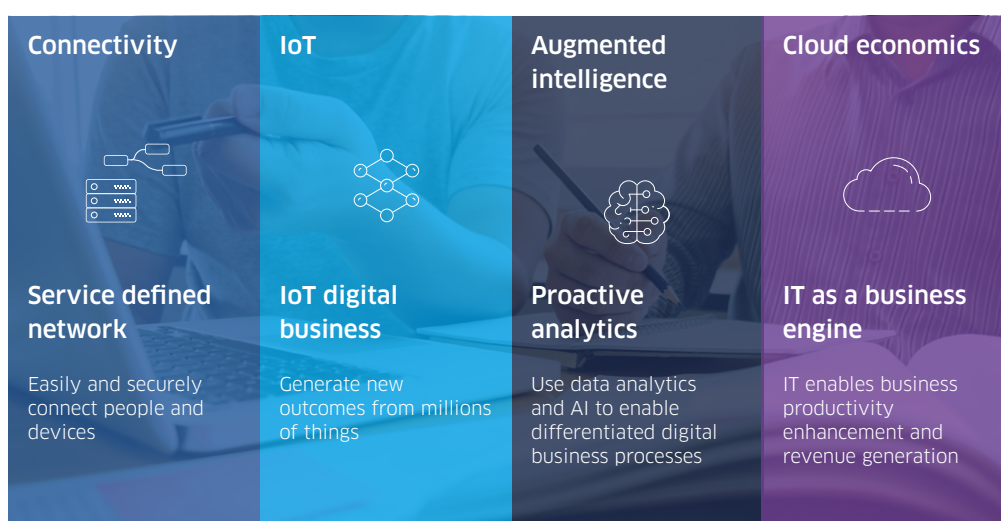 Connectivity
Service defined
network
Easily and securely
connect people and
devices
IoT
IoT digital
business
Generate new
outcomes from millions
of things
Augmented
intelligence
Proactive
analytics
Use data analytics
and AI to enable
differentiated digital
business processes
Cloud economics
IT as a business
engine
IT enables business
productivity
enhancement and
revenue generation